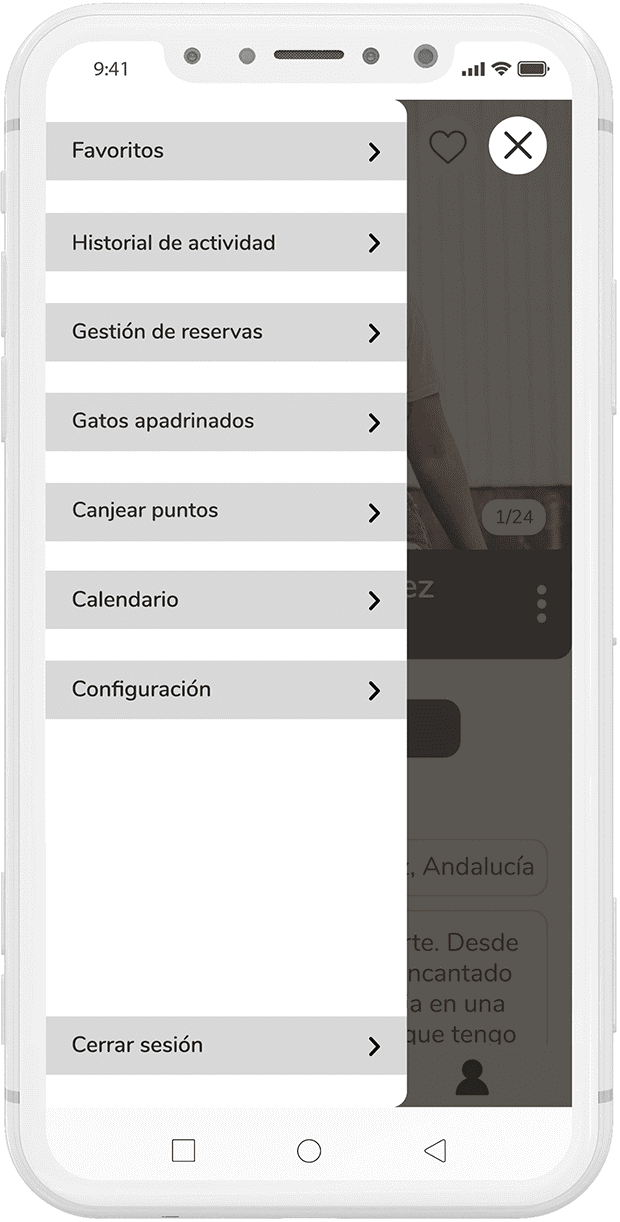 9:41
Favoritos
Historial de actividad
Gestión de reservas
Gatos apadrinados
Canjear puntos
1/24
ez
Calendario
Configuración
, Andalucía
rte. Desde
ncantado
a en una
que tengo
Cerrar sesión